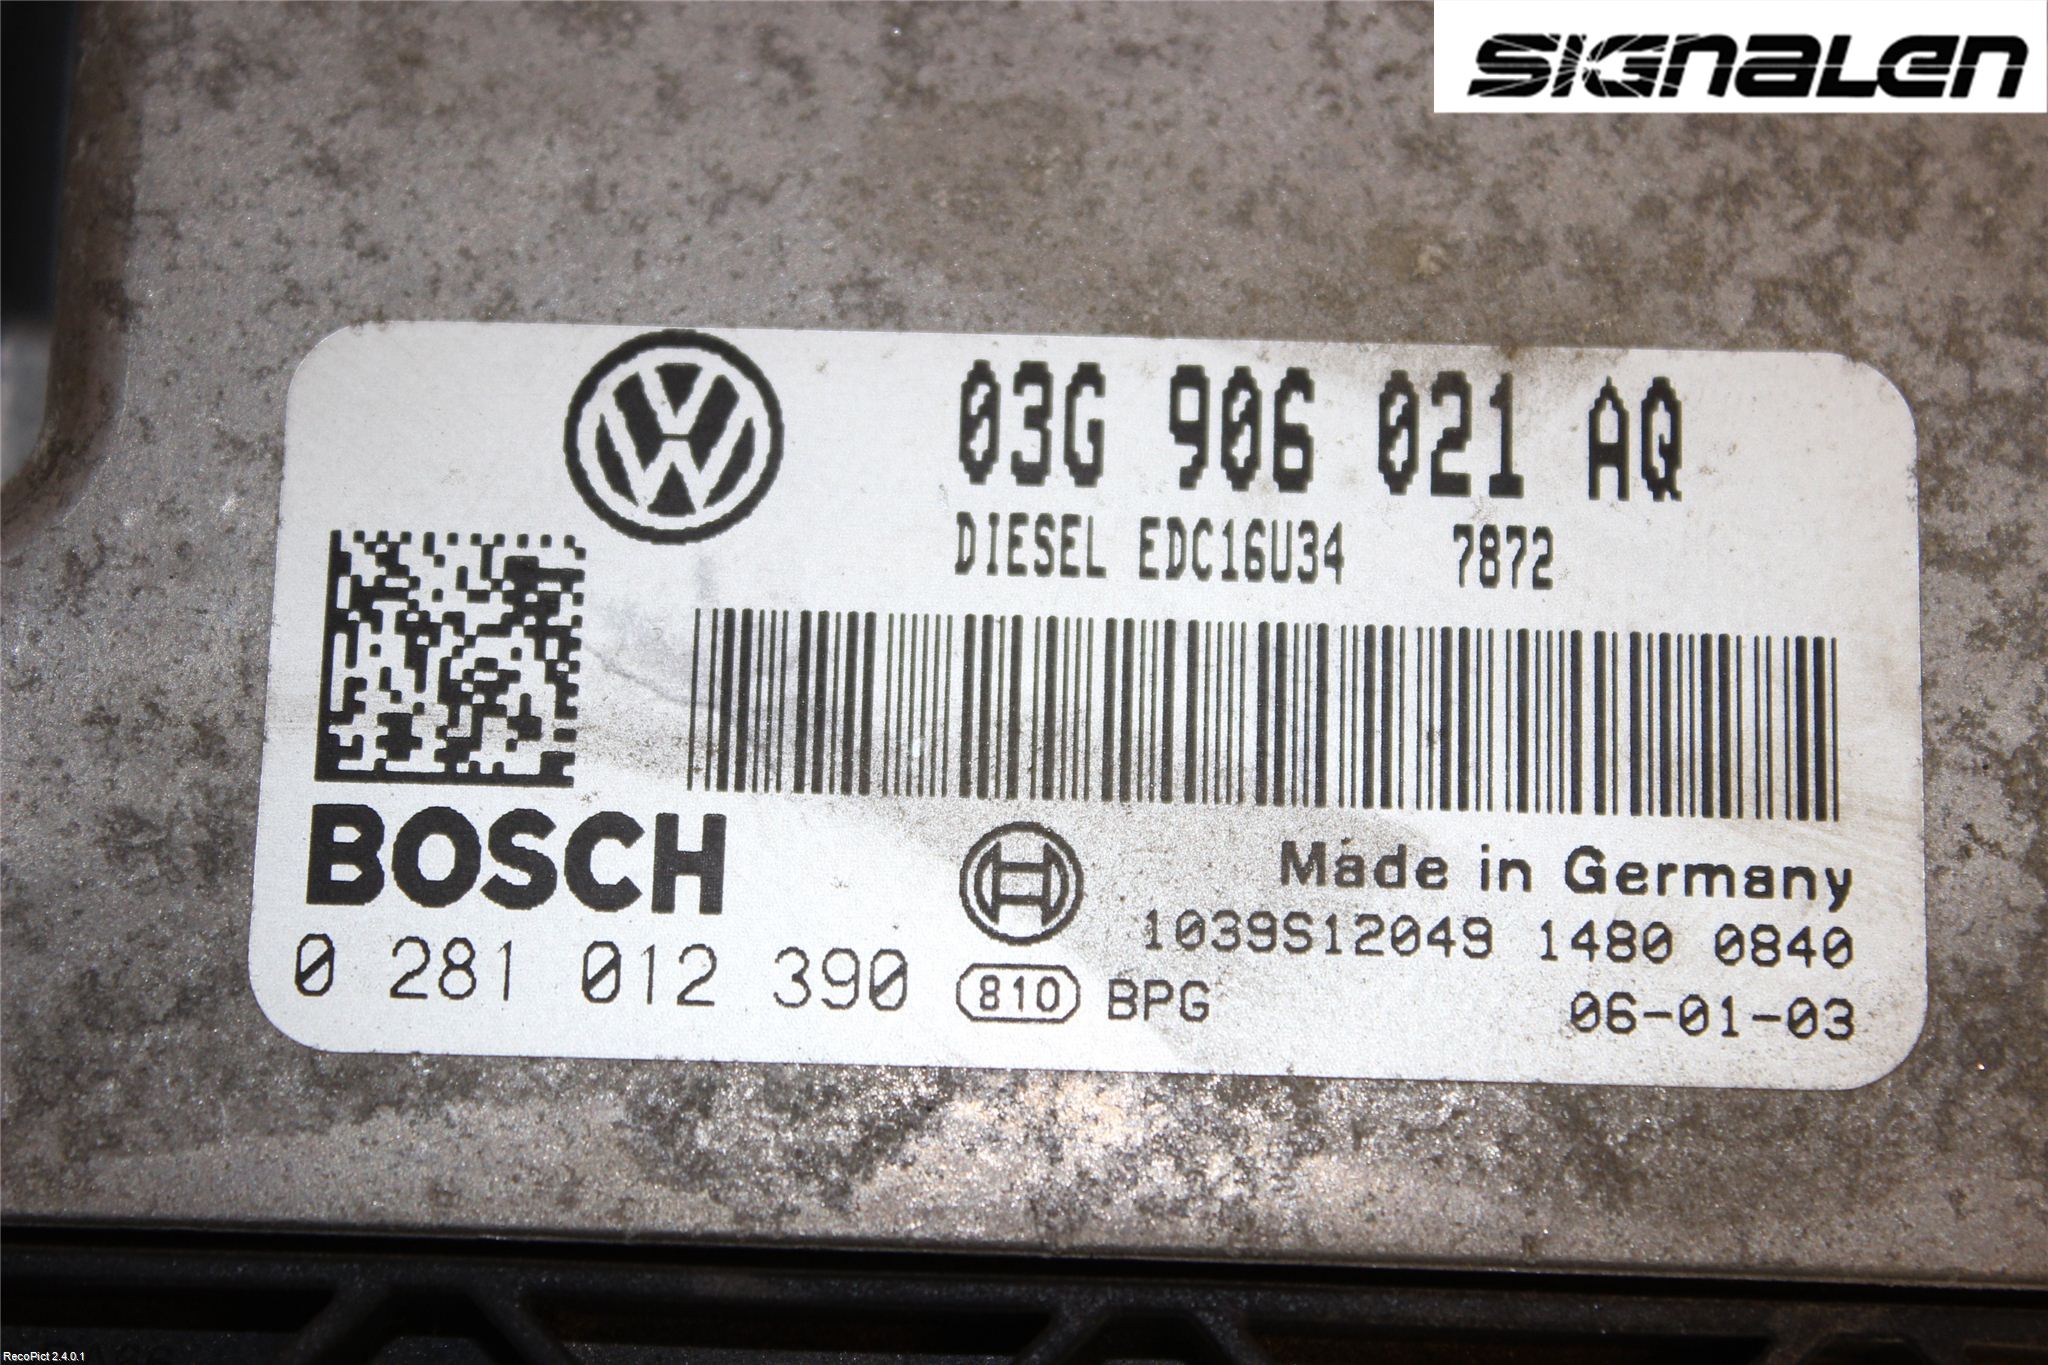 SIGNALEN
03G 906 021 AQ
DIESEL EDC16U34 7872
BOSCH
Made in Germany
1039S12049 1480 0840
0 281 012 390
810 BPG
06-01-03
RecoPict 2.4.0.1